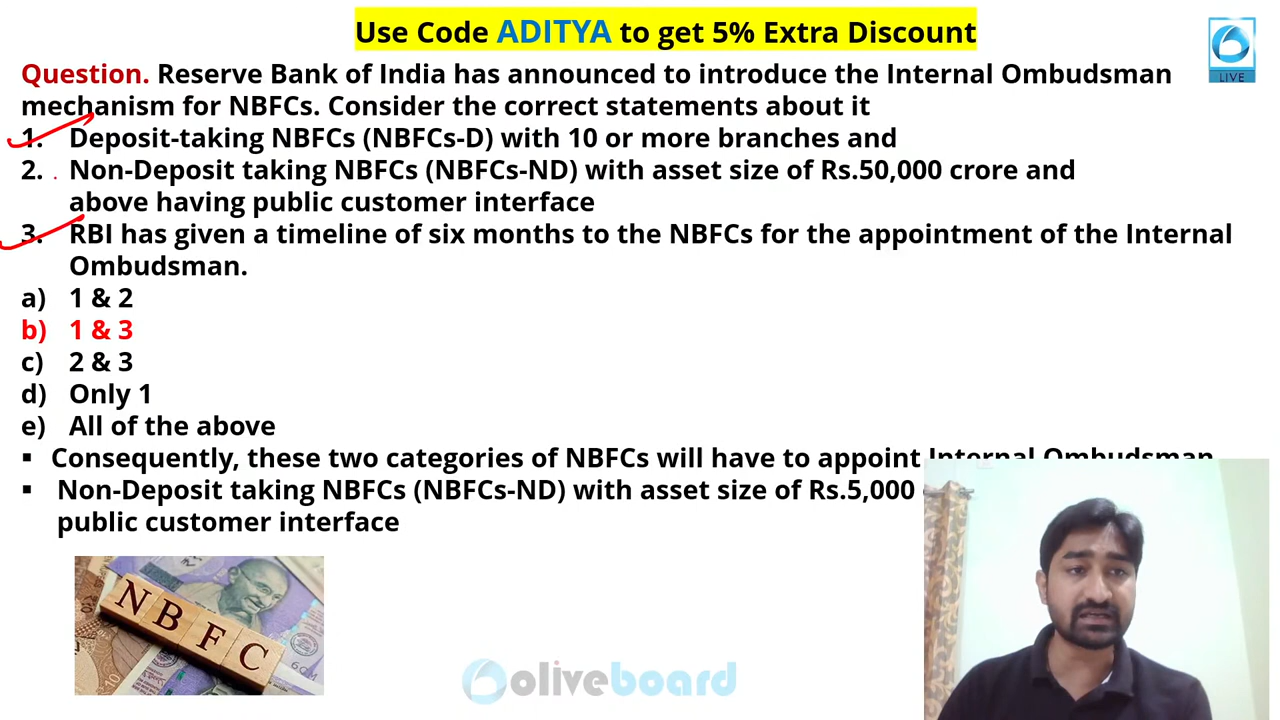 Use Code ADITYA to get 5% Extra Discount
LIVE
Question. Reserve Bank of India has announced to introduce the Internal Ombudsman
mechanism for NBFCs. Consider the correct statements about it
1. Deposit-taking NBFCs (NBFCs-D) with 10 or more branches and
2. . Non-Deposit taking NBFCs (NBFCs-ND) with asset size of Rs.50,000 crore and
above having public customer interface
3. RBI has given a timeline of six months to the NBFCs for the appointment of the Internal
Ombudsman.
a) 1 & 2
b) 1 & 3
c) 2 & 3
d) Only 1
e) All of the above
▪ Consequently, these two categories of NBFCs will have to appoint Internal Ombudsman
▪ Non-Deposit taking NBFCs (NBFCs-ND) with asset size of Rs.5,000
public customer interface
NBFC
oliveboard